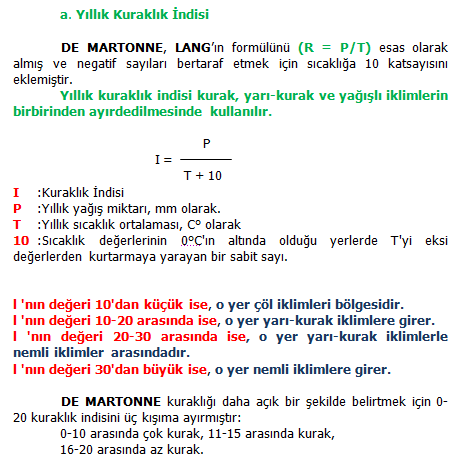 a. Yıllık Kuraklık İndisi
DE MARTONNE, LANG'ın formülünü (R = P/T) esas olarak
almış ve negatif sayıları bertaraf etmek için sıcaklığa 10 katsayısını
eklemiştir.
Yıllık kuraklık indisi kurak, yarı-kurak ve yağışlı iklimlerin
birbirinden ayırdedilmesinde kullanılır.
P
I =
T + 10
I :Kuraklık İndisi
P :Yıllık yağış miktarı, mm olarak.
T :Yıllık sıcaklık ortalaması, C° olarak
10 :Sıcaklık değerlerinin 0°C'ın altında olduğu yerlerde T'yi eksi
değerlerden kurtarmaya yarayan bir sabit sayı.
I 'nın değeri 10'dan küçük ise, o yer çöl iklimleri bölgesidir.
I 'nın değeri 10-20 arasında ise, o yer yarı-kurak iklimlere girer.
I 'nın değeri 20-30 arasında ise, o yer yarı-kurak iklimlerle
nemli iklimler arasındadır.
I 'nın değeri 30'dan büyük ise, o yer nemli iklimlere girer.
DE MARTONNE kuraklığı daha açık bir şekilde belirtmek için 0-
20 kuraklık indisini üç kışıma ayırmıştır:
0-10 arasında çok kurak, 11-15 arasında kurak,
16-20 arasında az kurak.